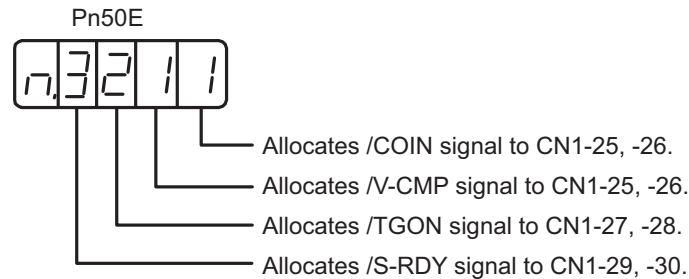 Pn50E
n.3211
Allocates /COIN signal to CN1-25, -26.
Allocates /V-CMP signal to CN1-25, -26.
Allocates /TGON signal to CN1-27, -28.
Allocates /S-RDY signal to CN1-29, -30.